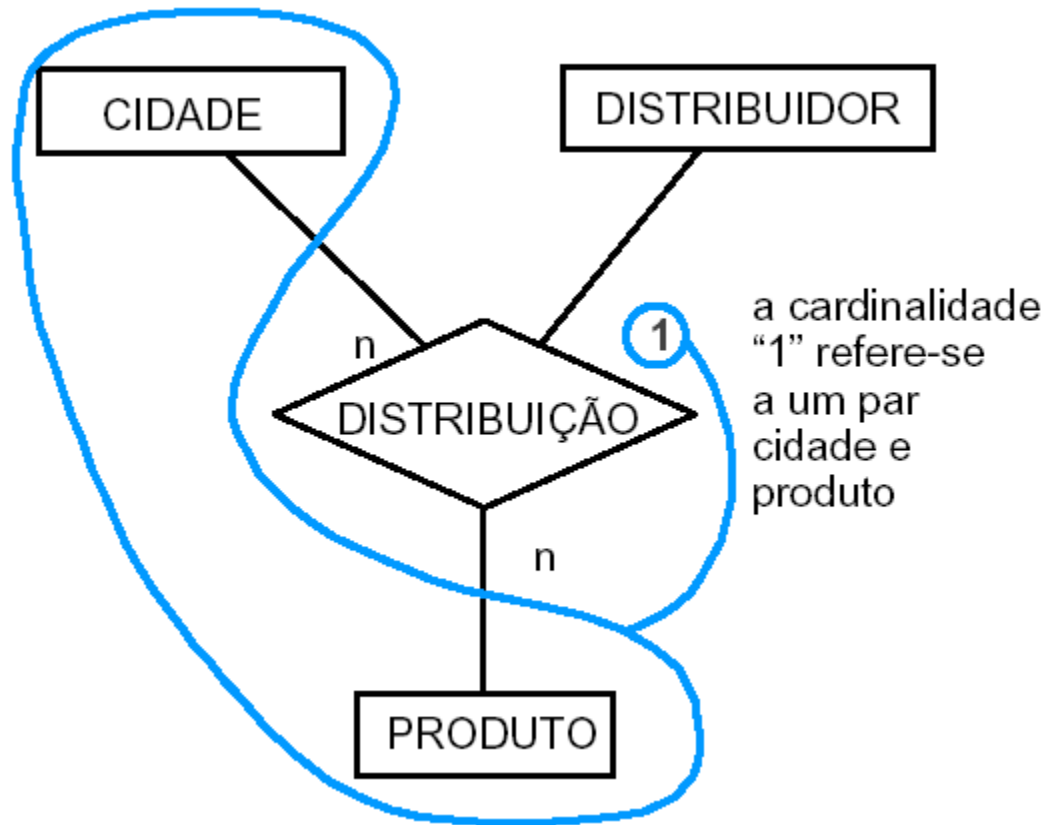 CIDADE
DISTRIBUIDOR
a cardinalidade
1
“1” refere-se
n
a um par
DISTRIBUIÇÃO
cidade e
produto
n
PRODUTO